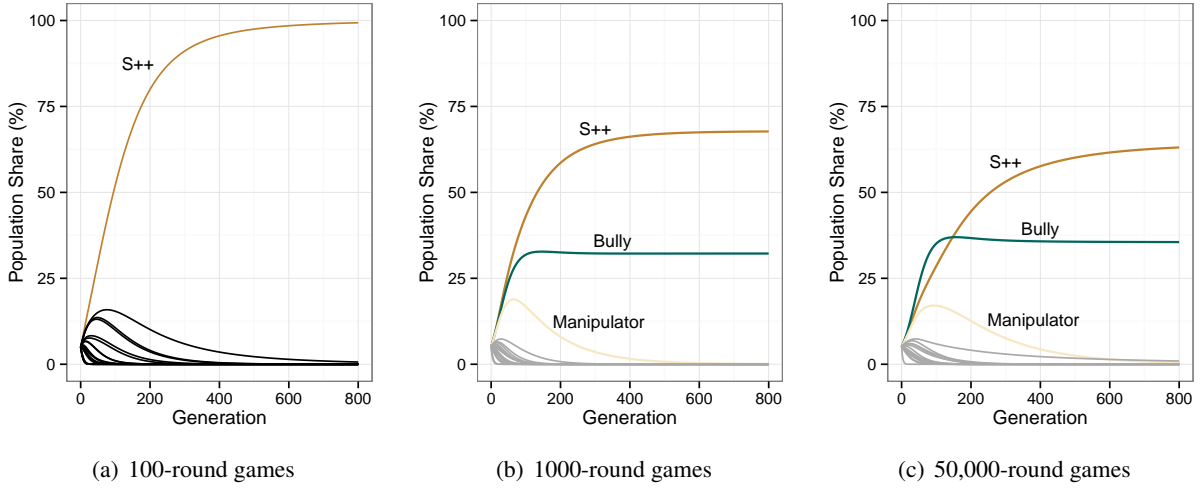 Population Share (%)
100
75
50
25
0
S++
0 200 400 600 800
Generation
(a) 100-round games
Population Share (%)
100
75
50
25
0
S++
Bully
Manipulator
0 200 400 600 800
Generation
(b) 1000-round games
Population Share (%)
100
75
50
25
0
S++
Bully
Manipulator
0 200 400 600 800
Generation
(c) 50,000-round games